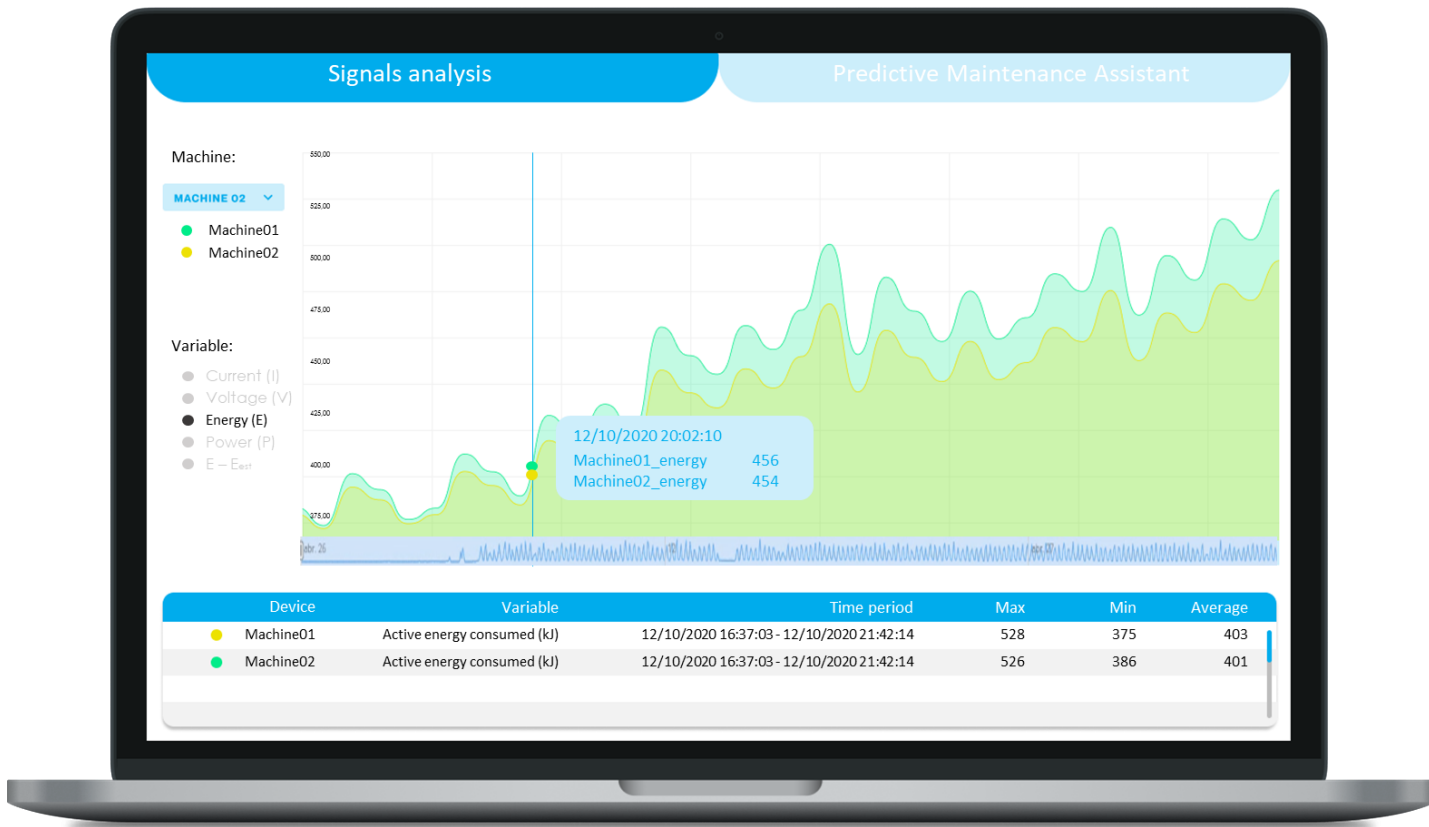 Signals analysis
Predictive Maintenance Assistant
Machine:
MACHINE 02
Machine01
Machine02
Variable:
Current (I)
Voltage (V)
Energy (E)
Power (P)
E – Eest
550,00
525,00
500,00
475,00
450,00
425,00
400,00
375,00
12/10/2020 20:02:10
Machine01_energy 456
Machine02_energy 454
abr. 26
Device Variable Time period Max Min Average
Machine01 Active energy consumed (kJ) 12/10/2020 16:37:03 - 12/10/2020 21:42:14 528 375 403
Machine02 Active energy consumed (kJ) 12/10/2020 16:37:03 - 12/10/2020 21:42:14 526 386 401